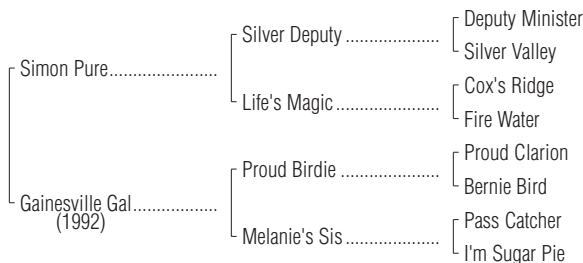 Deputy Minister
Silver Deputy ....................
Silver Valley
Simon Pure.......................
Cox's Ridge
Life's Magic ......................
Fire Water
Proud Clarion
Proud Birdie .....................
Bernie Bird
Gainesville Gal..................
(1992)
Pass Catcher
Melanie's Sis ....................
I'm Sugar Pie